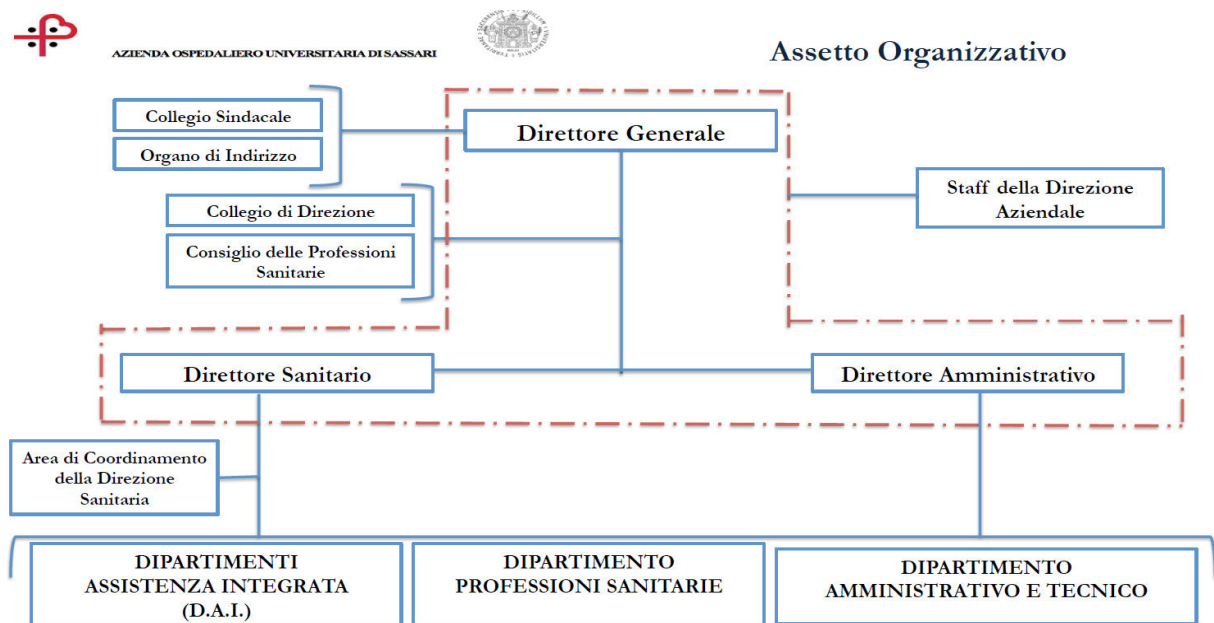 AZIENDA OSPEDALIERO UNIVERSITARIA DI SASSARI
Assetto Organizzativo
Collegio Sindacale
Organo di Indirizzo
Direttore Generale
Collegio di Direzione
Consiglio delle Professioni
Sanitarie
Staff della Direzione
Aziendale
Direttore Sanitario
Direttore Amministrativo
Area di Coordinamento
della Direzione
Sanitaria
DIPARTIMENTI
ASSISTENZA INTEGRATA
(D.A.I.)
DIPARTIMENTO
PROFESSIONI SANITARIE
DIPARTIMENTO
AMMINISTRATIVO E TECNICO